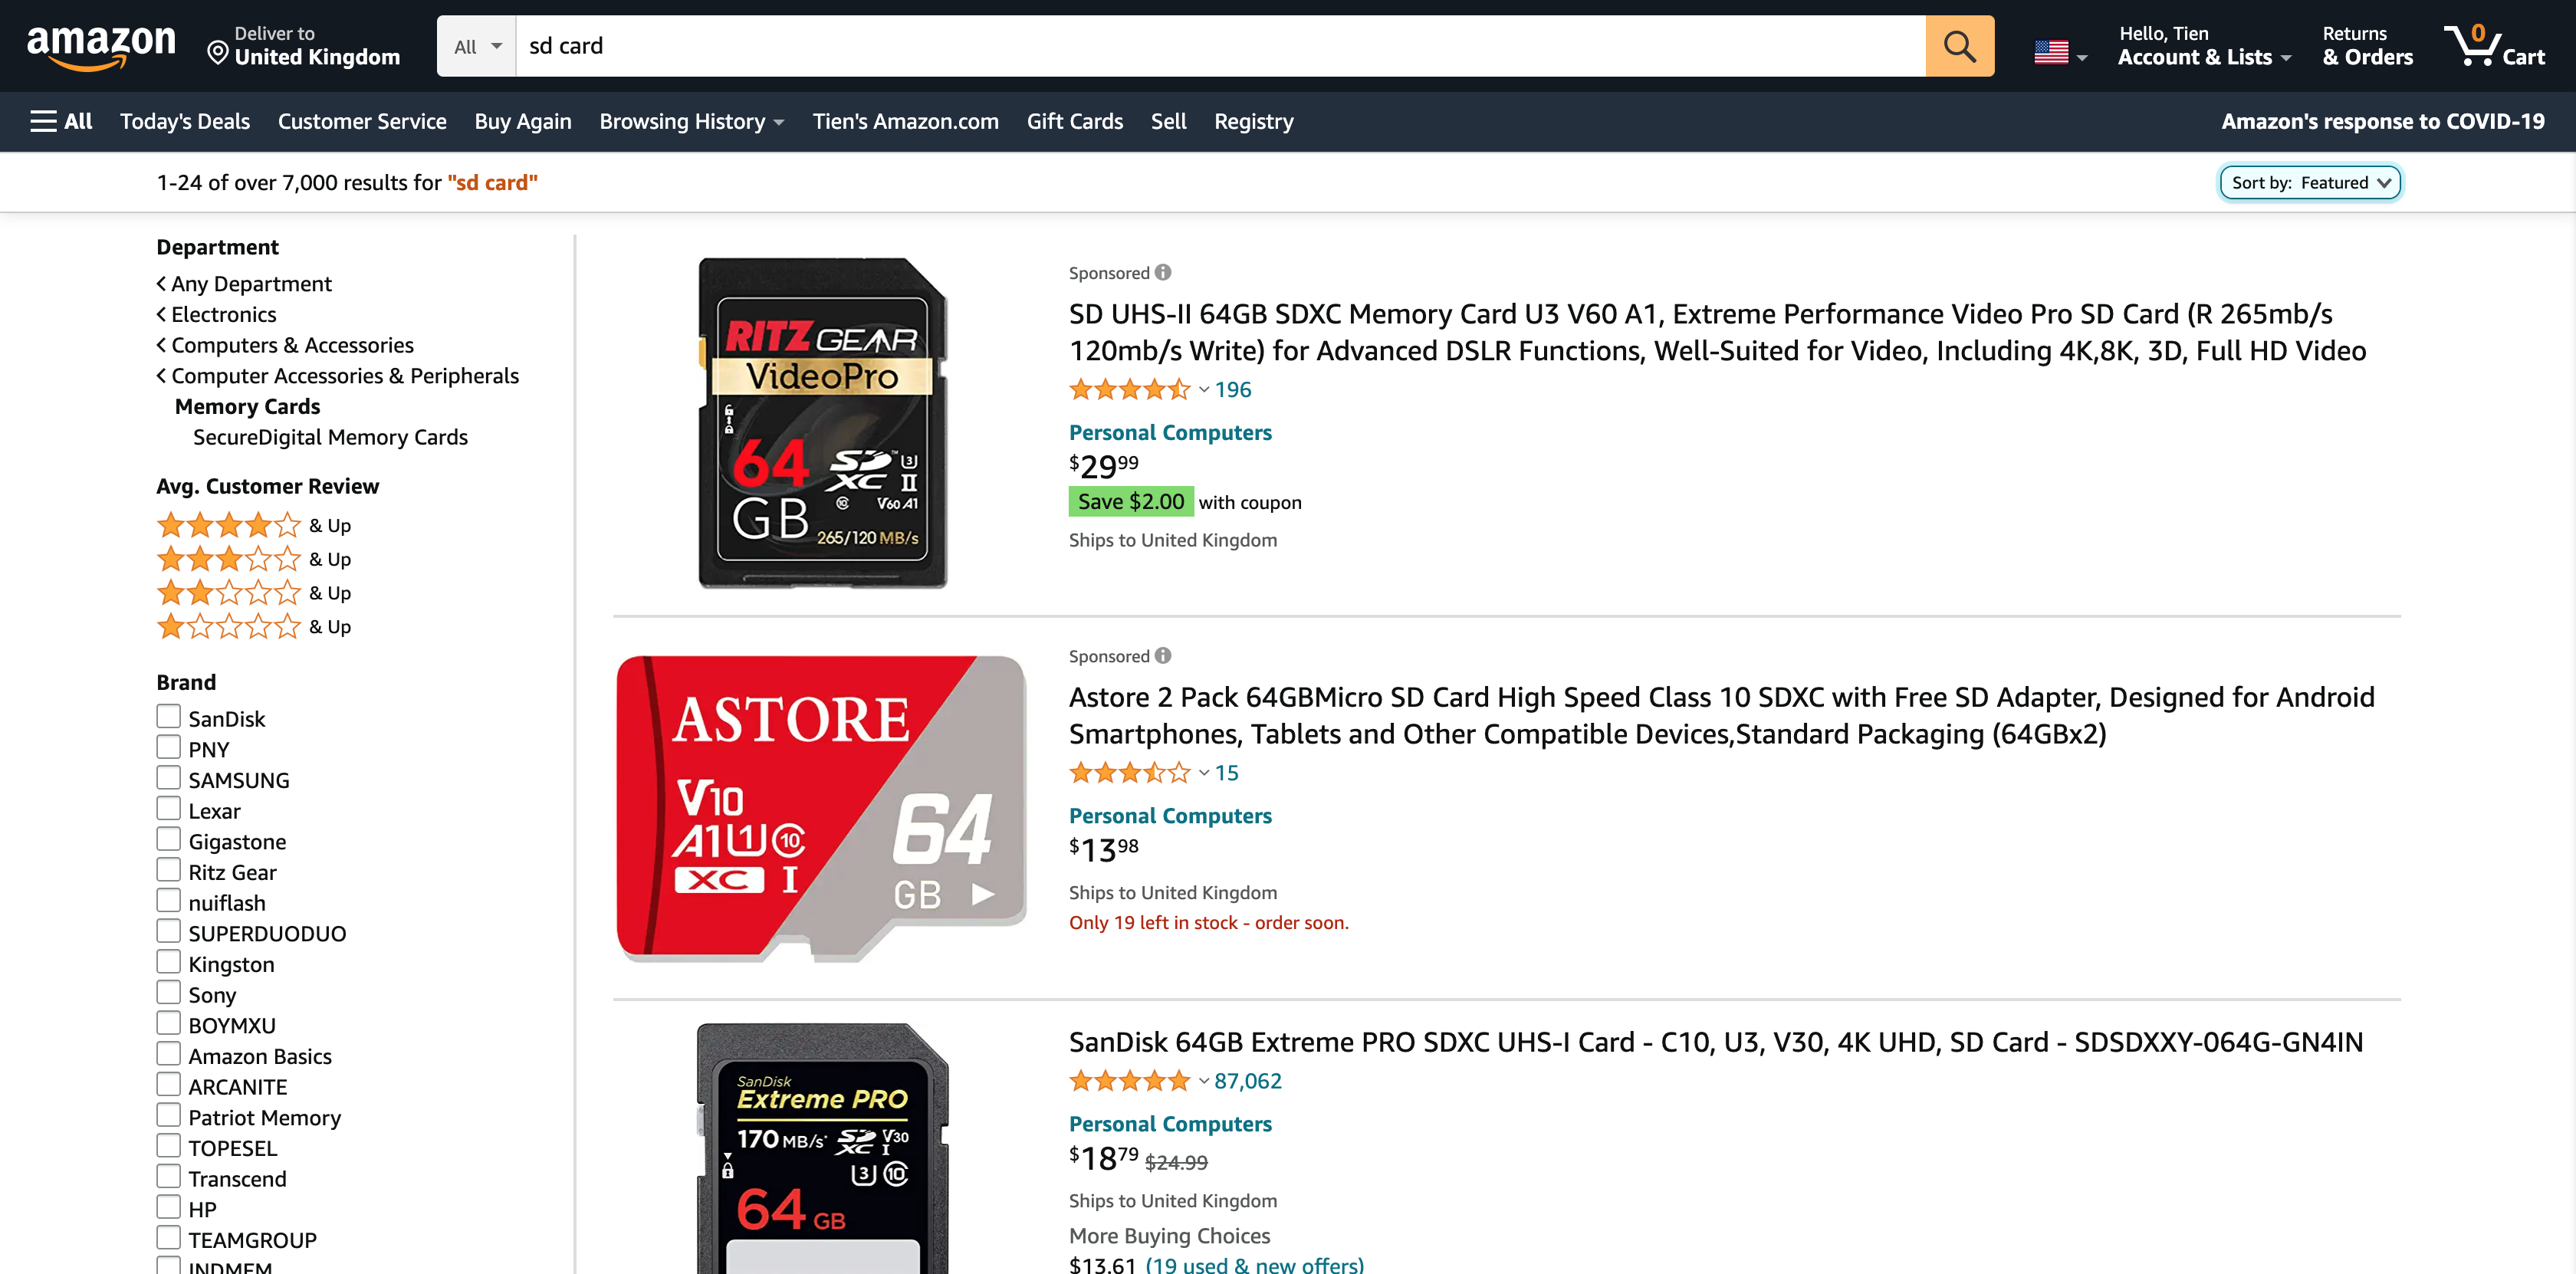 amazon
Deliver to
United Kingdom
All
sd card
Hello, Tien
Account & Lists
Returns
& Orders
0
Cart
All
Today's Deals
Customer Service
Buy Again
Browsing History
Tien's Amazon.com
Gift Cards
Sell
Registry
Amazon's response to COVID-19
1-24 of over 7,000 results for "sd card"
Sort by: Featured
Department
Any Department
Electronics
Computers & Accessories
Computer Accessories & Peripherals
Memory Cards
SecureDigital Memory Cards
Avg. Customer Review
& Up
& Up
& Up
& Up
Brand
SanDisk
PNY
SAMSUNG
Lexar
Gigastone
Ritz Gear
nuiflash
SUPERDUODUO
Kingston
Sony
BOYMXU
Amazon Basics
ARCANITE
Patriot Memory
TOPESEL
Transcend
HP
TEAMGROUP
INDMEM
RITZ GEAR
VideoPro
64
GB
SD XC II
U3
V60 A1
265/120 MB/s
Sponsored
SD UHS-II 64GB SDXC Memory Card U3 V60 A1, Extreme Performance Video Pro SD Card (R 265mb/s
120mb/s Write) for Advanced DSLR Functions, Well-Suited for Video, Including 4K,8K, 3D, Full HD Video
196
Personal Computers
$29 99
Save $2.00 with coupon
Ships to United Kingdom
ASTORE
V10
A1 U1 10
XC I
64
GB
Sponsored
Astore 2 Pack 64GBMicro SD Card High Speed Class 10 SDXC with Free SD Adapter, Designed for Android
Smartphones, Tablets and Other Compatible Devices,Standard Packaging (64GBx2)
15
Personal Computers
$13 98
Ships to United Kingdom
Only 19 left in stock - order soon.
SanDisk
Extreme PRO
170 MB/s* SD XC I V30
U3 10
64 GB
SanDisk 64GB Extreme PRO SDXC UHS-I Card - C10, U3, V30, 4K UHD, SD Card - SDSDXXY-064G-GN4IN
87,062
Personal Computers
$18 79 $24.99
Ships to United Kingdom
More Buying Choices
$13.61 (19 used & new offers)